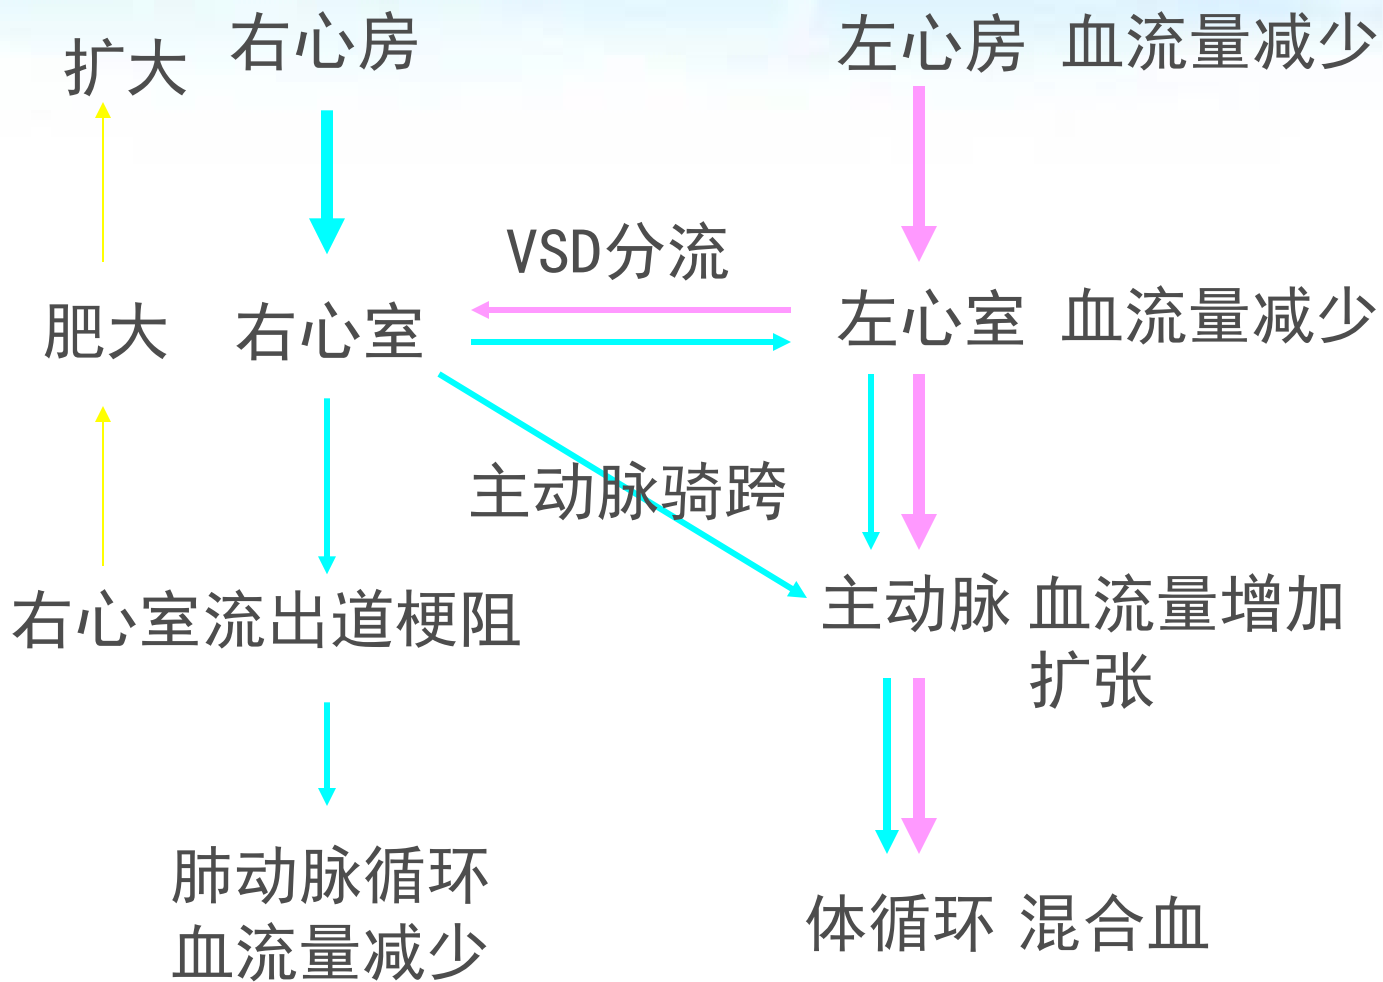 扩大 右心房 左心房 血流量减少
VSD分流
肥大 右心室 左心室 血流量减少
主动脉骑跨
右心室流出道梗阻 主动脉 血流量增加
扩张
肺动脉循环
血流量减少
体循环 混合血